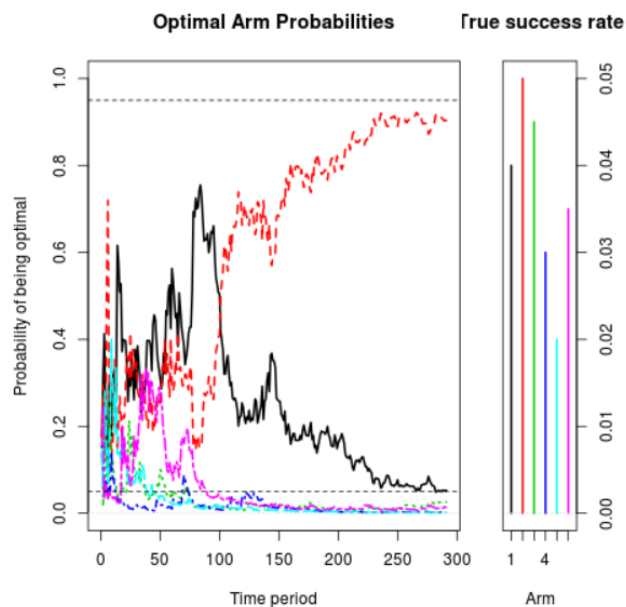 Optimal Arm Probabilities
True success rate
Probability of being optimal
0.0
0.2
0.4
0.6
0.8
1.0
0 50 100 150 200 250 300
Time period
0.00
0.01
0.02
0.03
0.04
0.05
1 4
Arm